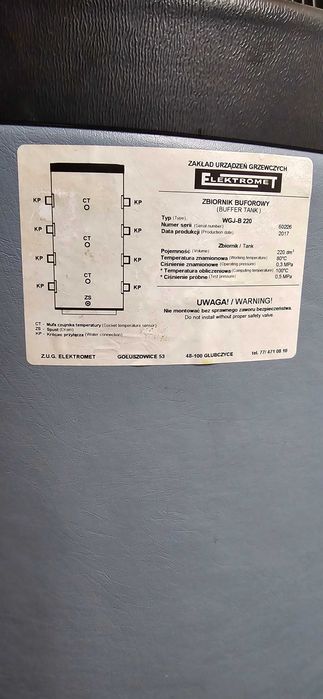 ZAKŁAD URZĄDZEŃ GRZEWCZYCH
ELEKTROMET
ZBIORNIK BUFOROWY
(BUFFER TANK)
Typ (Type) WGJ-B 220
Numer serii (Serial number) 60226
Data produkcji (Production date) 2017
Zbiornik / Tank
Pojemność (Volume) 220 dm³
Temperatura znamionowa (Working temperature) 80°C
Ciśnienie znamionowe (Operating pressure) 0,3 MPa
* Temperatura obliczeniowa (Computing temperature) 100°C
* Ciśnienie próbne (Test pressure) 0,5 MPa
UWAGA! / WARNING!
Nie montować bez sprawnego zaworu bezpieczeństwa.
Do not install without proper safety valve.
KP CT KP
KP CT KP
KP CT KP
KP CT KP
ZS
CT - Mufa czujnika temperatury (Socket temperature sensor)
ZS - Spust (Drain)
KP - Króciec przyłącza (Water connection)
Z.U.G. ELEKTROMET GOŁUSZOWICE 53 48-100 GŁUBCZYCE tel. 77/ 471 08 10